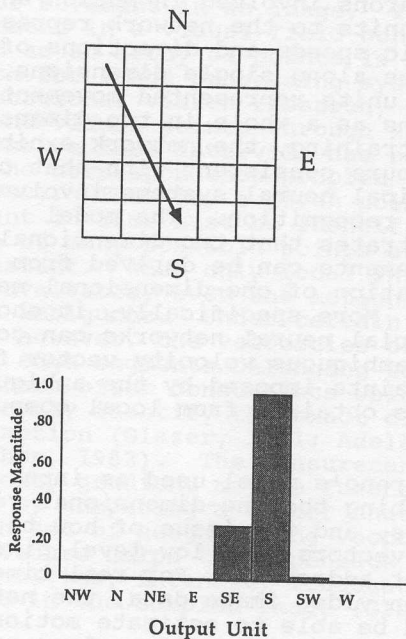 N
W E
S
Response Magnitude
1.0
.80
.60
.40
.20
0
NW N NE E SE S SW W
Output Unit